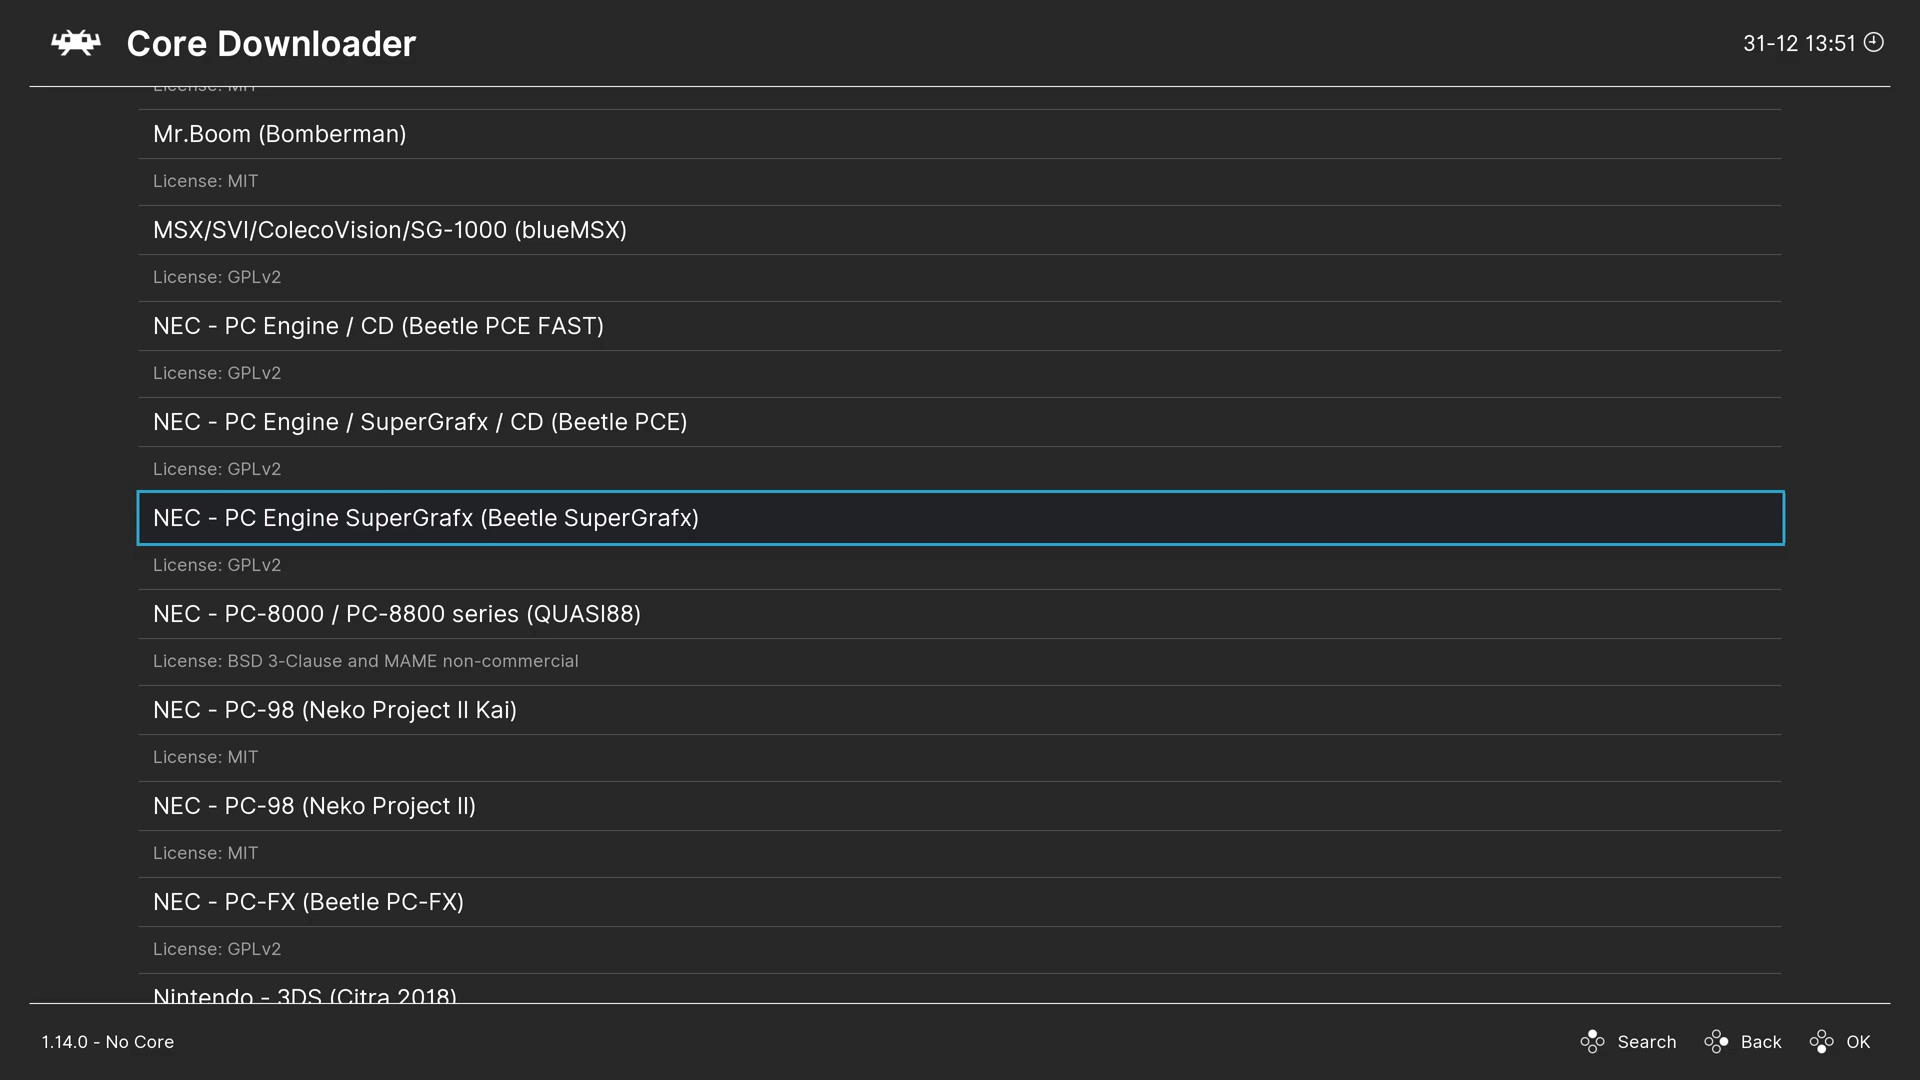 Core Downloader
31-12 13:51
License: MIT
Mr.Boom (Bomberman)
License: MIT
MSX/SVI/ColecoVision/SG-1000 (blueMSX)
License: GPLv2
NEC - PC Engine / CD (Beetle PCE FAST)
License: GPLv2
NEC - PC Engine / SuperGrafx / CD (Beetle PCE)
License: GPLv2
NEC - PC Engine SuperGrafx (Beetle SuperGrafx)
License: GPLv2
NEC - PC-8000 / PC-8800 series (QUASI88)
License: BSD 3-Clause and MAME non-commercial
NEC - PC-98 (Neko Project II Kai)
License: MIT
NEC - PC-98 (Neko Project II)
License: MIT
NEC - PC-FX (Beetle PC-FX)
License: GPLv2
Nintendo - 3DS (Citra 2018)
1.14.0 - No Core
Search
Back
OK